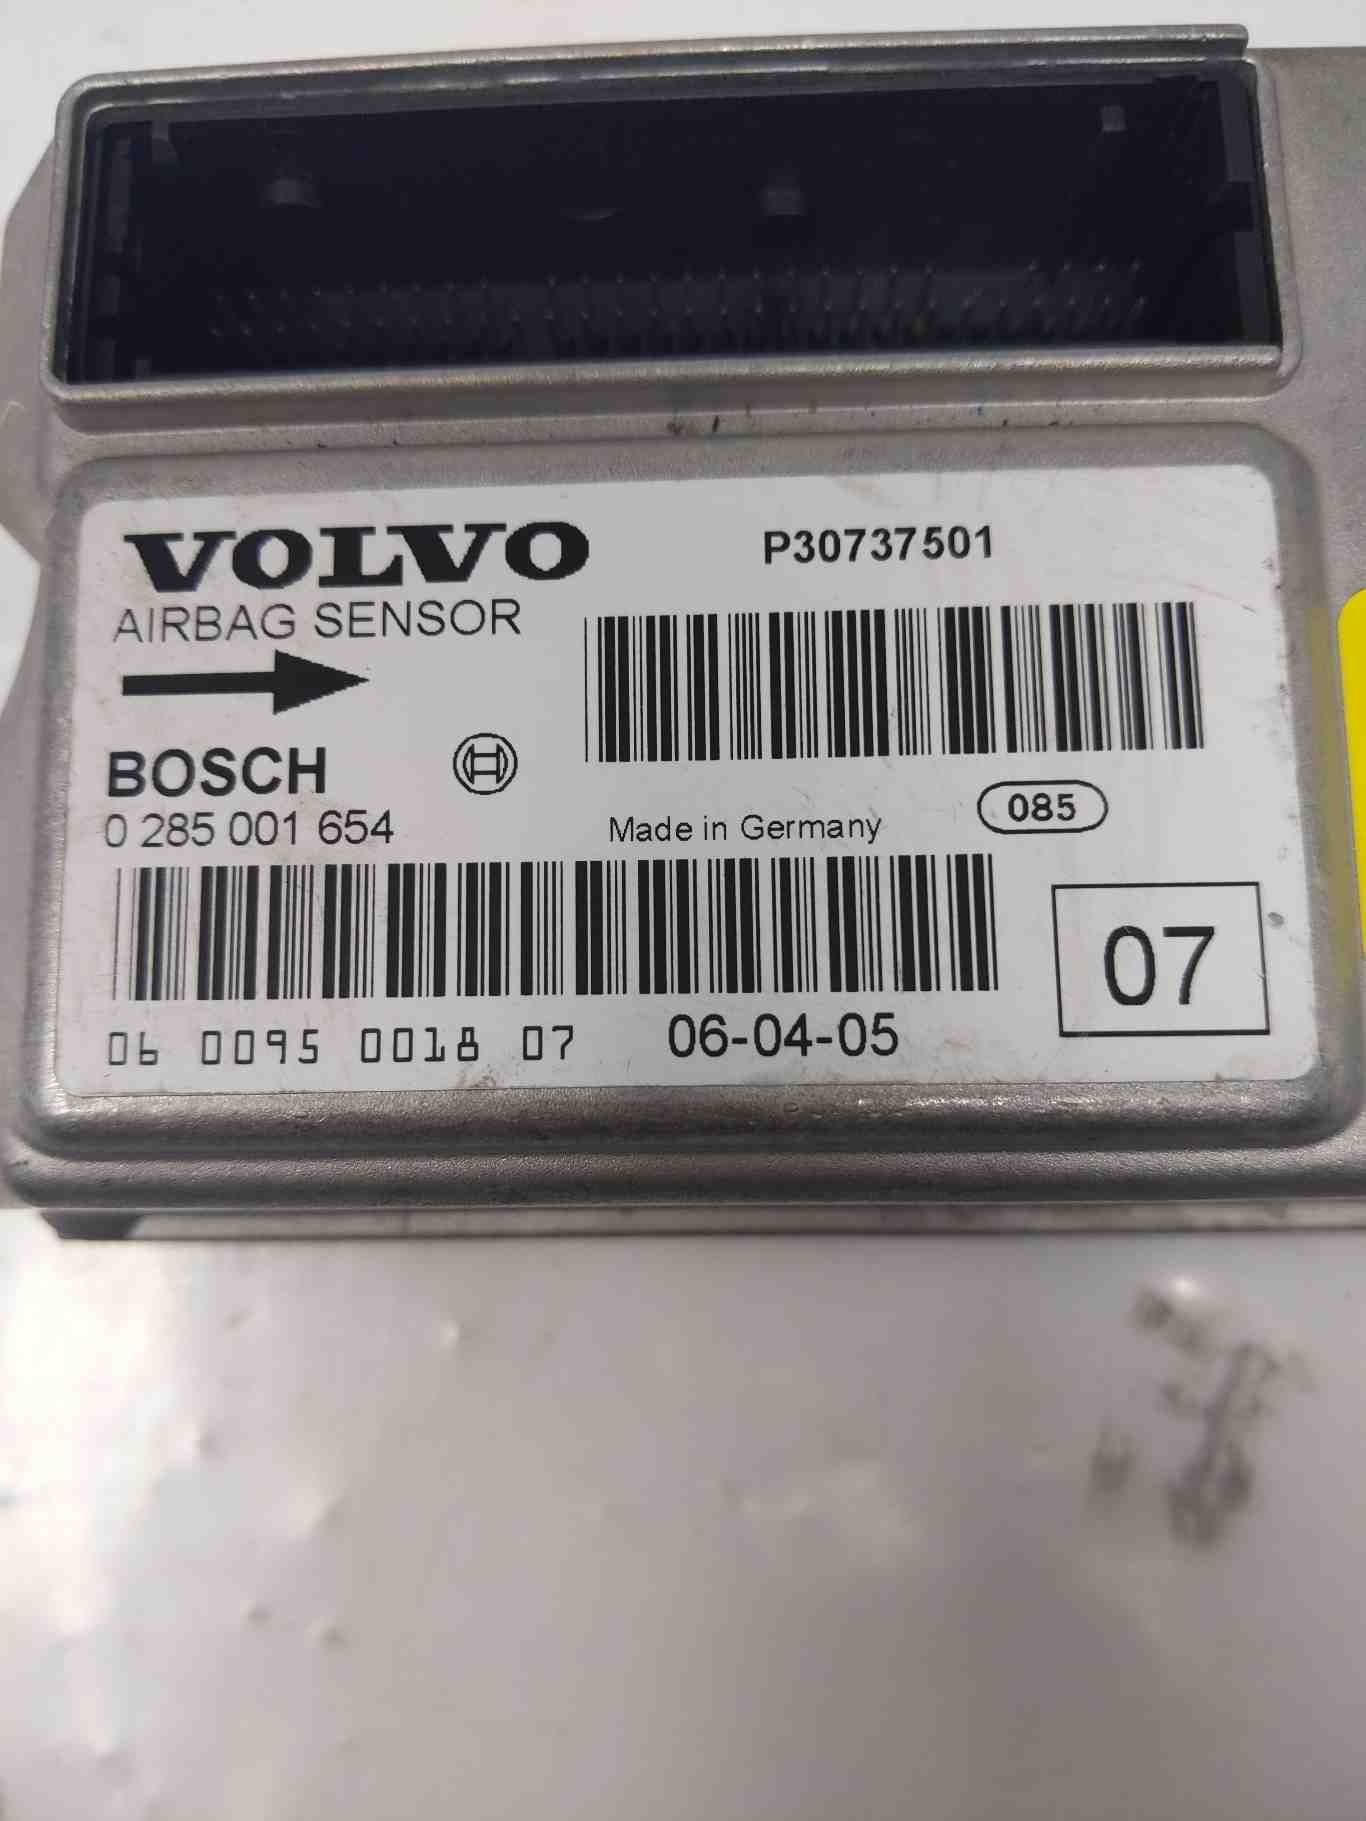 VOLVO
P30737501
AIRBAG SENSOR
BOSCH
0 285 001 654
Made in Germany
085
07
06 0095 0018 07
06-04-05